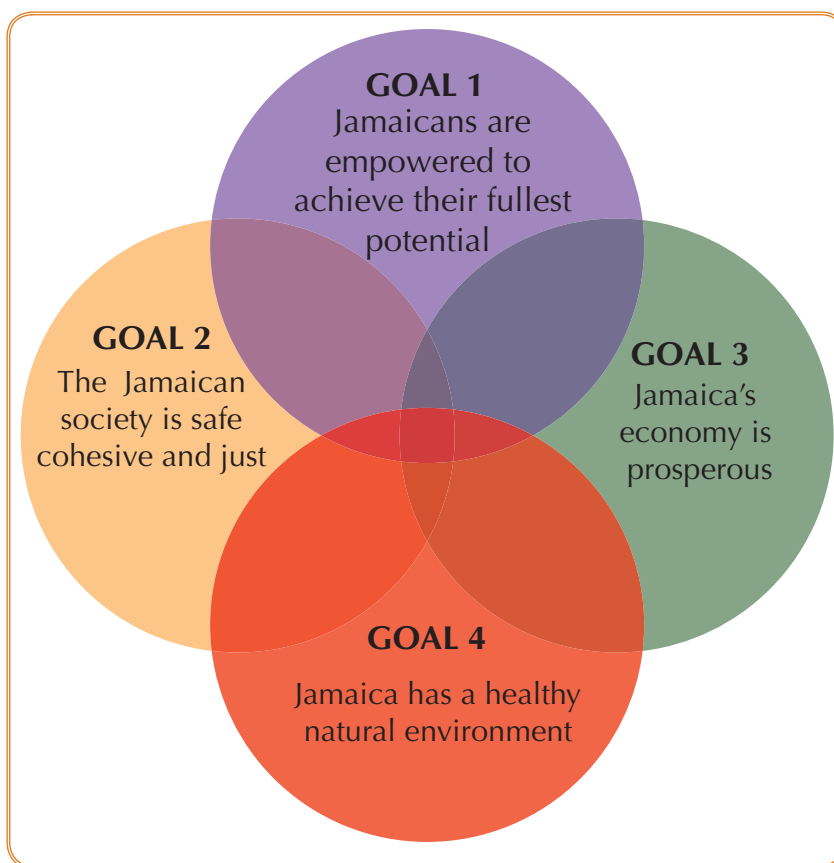 GOAL 1
Jamaicans are
empowered to
achieve their fullest
potential
GOAL 2
The Jamaican
society is safe
cohesive and just
GOAL 3
Jamaica’s
economy is
prosperous
GOAL 4
Jamaica has a healthy
natural environment